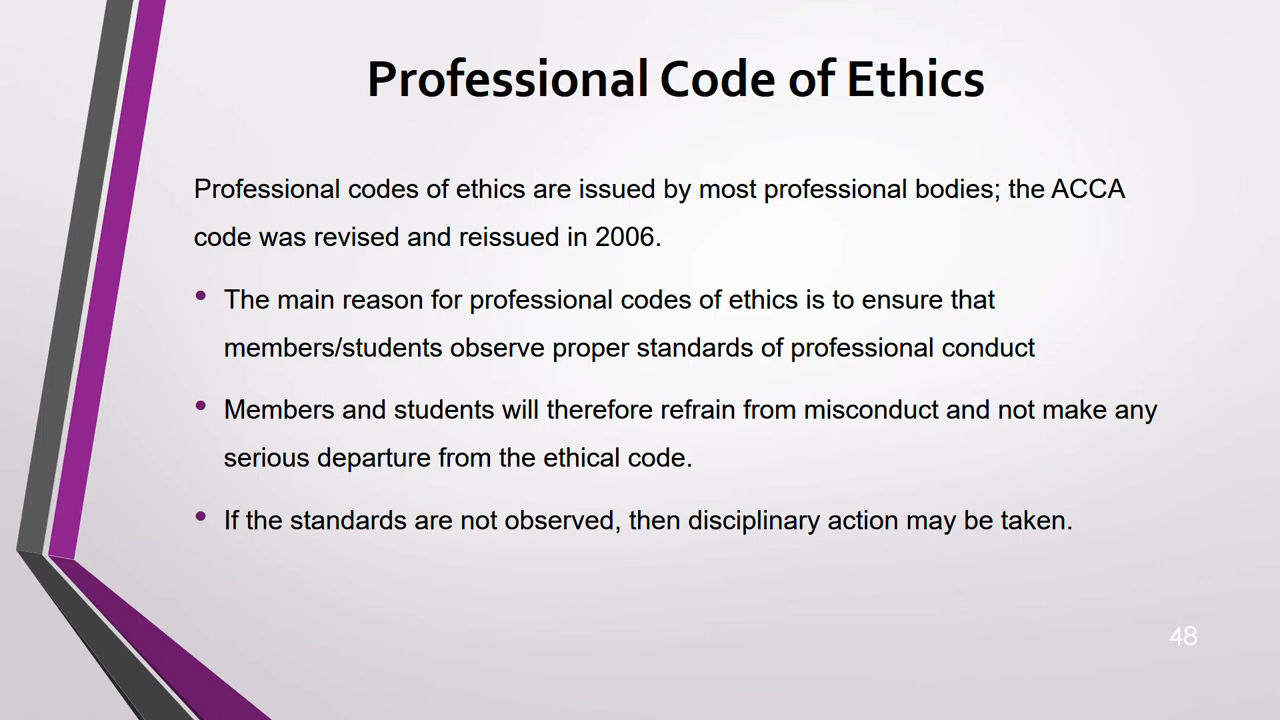 Professional Code of Ethics
Professional codes of ethics are issued by most professional bodies; the ACCA
code was revised and reissued in 2006.
• The main reason for professional codes of ethics is to ensure that
members/students observe proper standards of professional conduct
• Members and students will therefore refrain from misconduct and not make any
serious departure from the ethical code.
• If the standards are not observed, then disciplinary action may be taken.
48